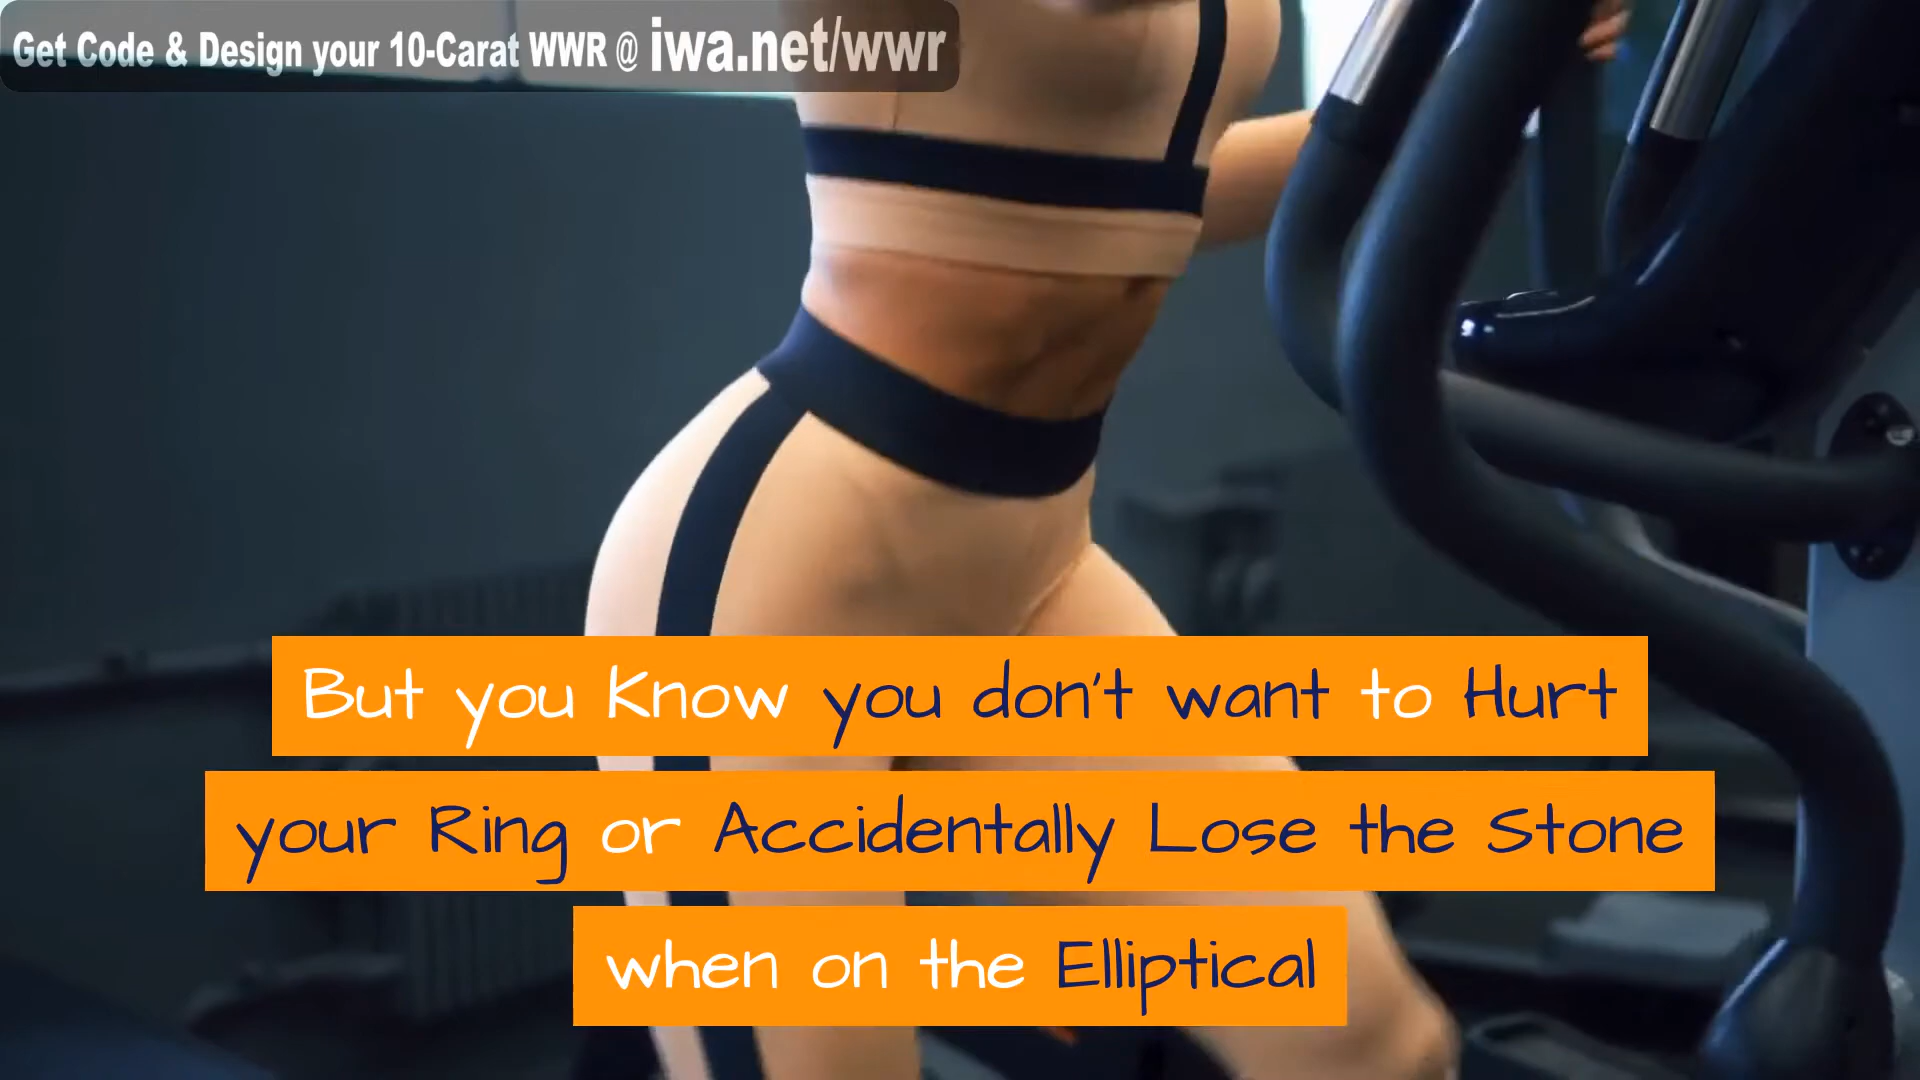 Get Code & Design your 10-Carat WWR @ iwa.net/wwr
But you Know you don't want to Hurt
your Ring or Accidentally Lose the Stone
when on the Elliptical